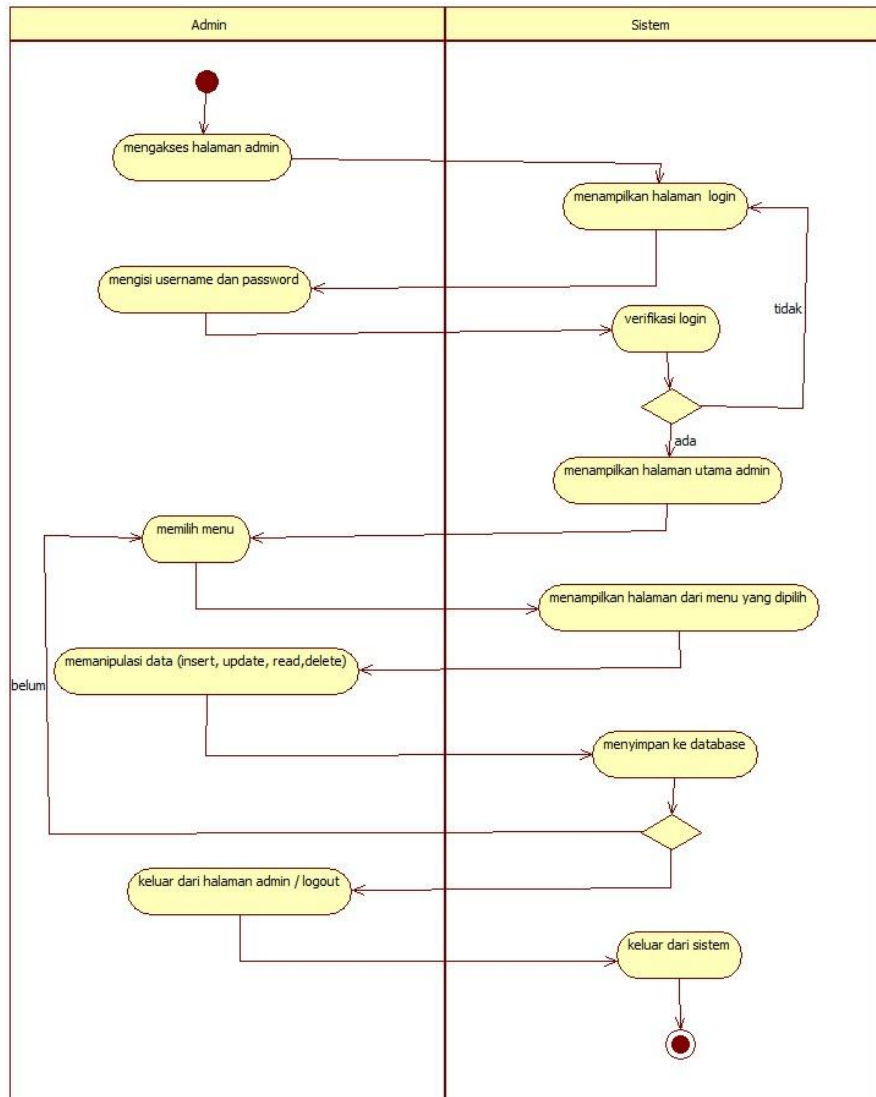 Admin
Sistem
mengakses halaman admin
menampilkan halaman login
mengisi username dan password
verifikasi login
tidak
ada
menampilkan halaman utama admin
memilih menu
menampilkan halaman dari menu yang dipilih
memanipulasi data (insert, update, read,delete)
belum
menyimpan ke database
keluar dari halaman admin / logout
keluar dari sistem